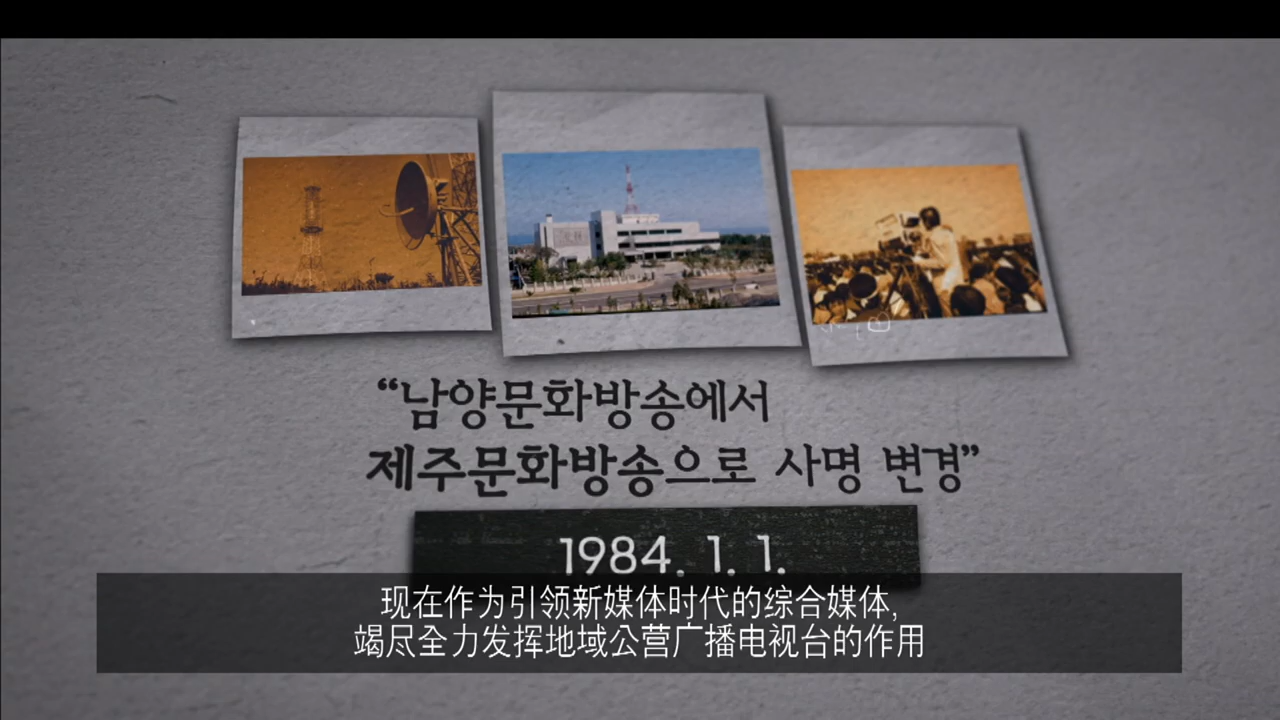 “남양문화방송에서
제주문화방송으로 사명 변경”
1984. 1. 1.
现在作为引领新媒体时代的综合媒体,
竭尽全力发挥地域公营广播电视台的作用